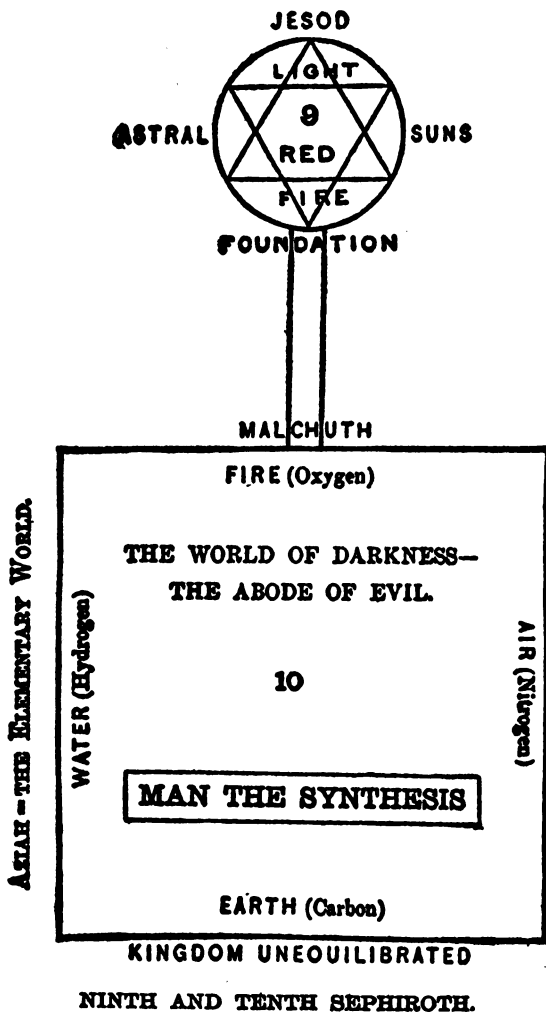 JESOD
LIGHT
9
ASTRAL
SUNS
RED
FIRE
FOUNDATION
MALCHUTH
FIRE (Oxygen)
THE WORLD OF DARKNESS—
THE ABODE OF EVIL.
ASIAH = THE ELEMENTARY WORLD.
WATER (Hydrogen)
AIR (Nitrogen)
10
MAN THE SYNTHESIS
EARTH (Carbon)
KINGDOM UNEQUILIBRATED
NINTH AND TENTH SEPHIROTH.